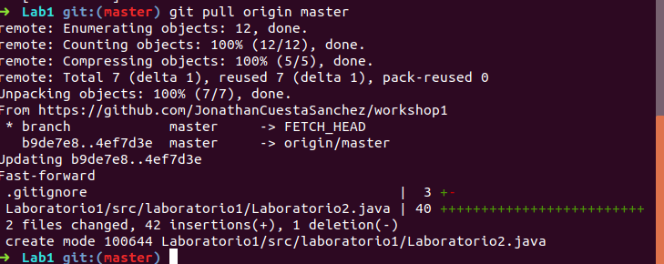 ➜ Lab1 git:(master) git pull origin master
remote: Enumerating objects: 12, done.
remote: Counting objects: 100% (12/12), done.
remote: Compressing objects: 100% (5/5), done.
remote: Total 7 (delta 1), reused 7 (delta 1), pack-reused 0
Unpacking objects: 100% (7/7), done.
From https://github.com/JonathanCuestaSanchez/workshop1
 * branch            master     -> FETCH_HEAD
   b9de7e8..4ef7d3e  master     -> origin/master
Updating b9de7e8..4ef7d3e
Fast-forward
 .gitignore                                 |  3 +-
 Laboratorio1/src/laboratorio1/Laboratorio2.java | 40 ++++++++++++++++++++++++++
 2 files changed, 42 insertions(+), 1 deletion(-)
 create mode 100644 Laboratorio1/src/laboratorio1/Laboratorio2.java
➜ Lab1 git:(master)